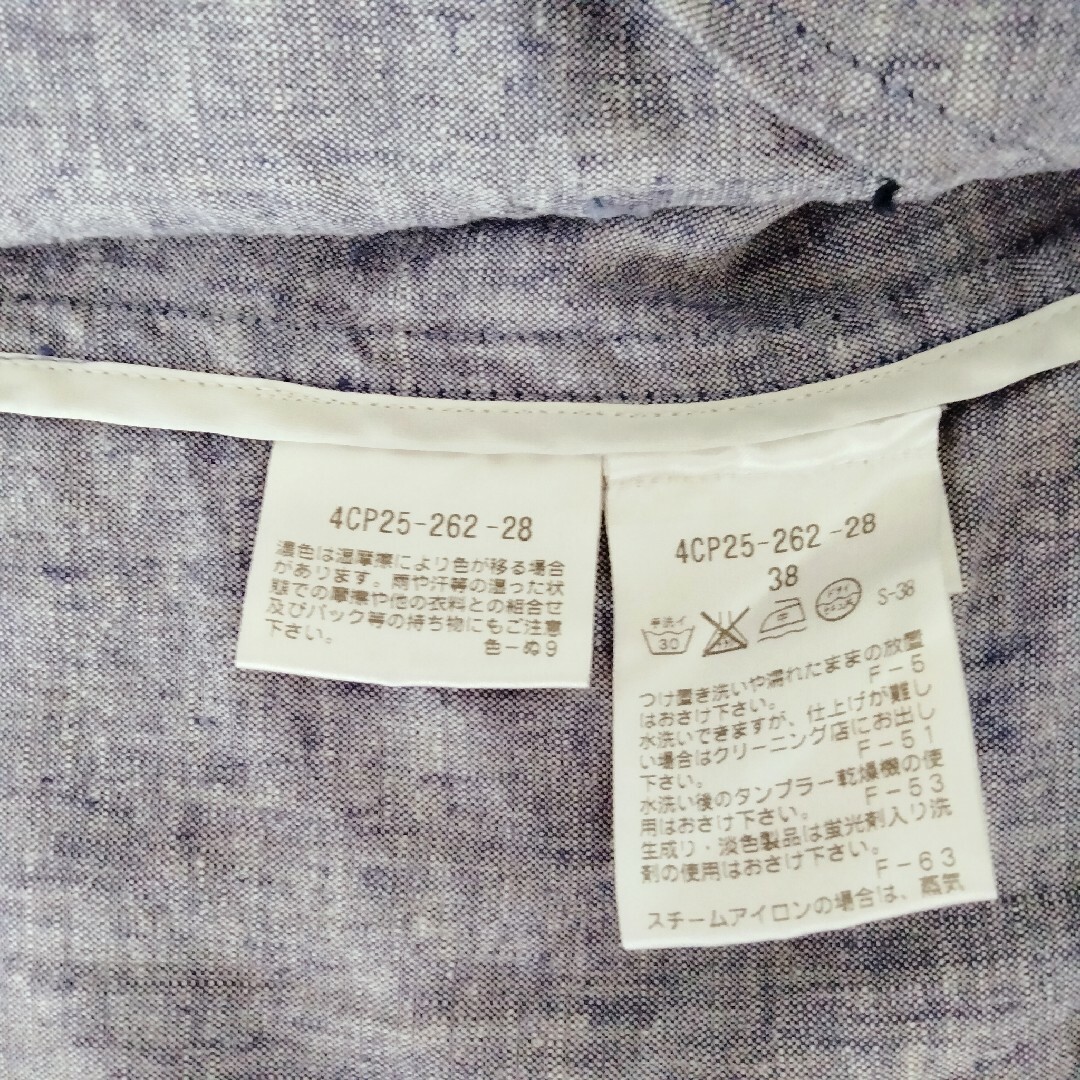 4CP25-262-28
濃色は湿摩擦により色が移る場合
があります。雨や汗等の湿った状
態での摩擦や他の衣料との組合せ
及びバック等の持ち物にもご注意
下さい。
色ーぬ9
4CP25-262-28
38
手洗イ
30
ドライ
S-38
つけ置き洗いや濡れたままの放置
はおさけ下さい。
F-5
水洗いできますが、仕上げが難し
い場合はクリーニング店にお出し
下さい。
F-51
水洗い後のタンブラー乾燥機の使
用はおさけ下さい。
F-53
生成り・淡色製品は蛍光剤入り洗
剤の使用はおさけ下さい。
F-63
スチームアイロンの場合は、蒸気